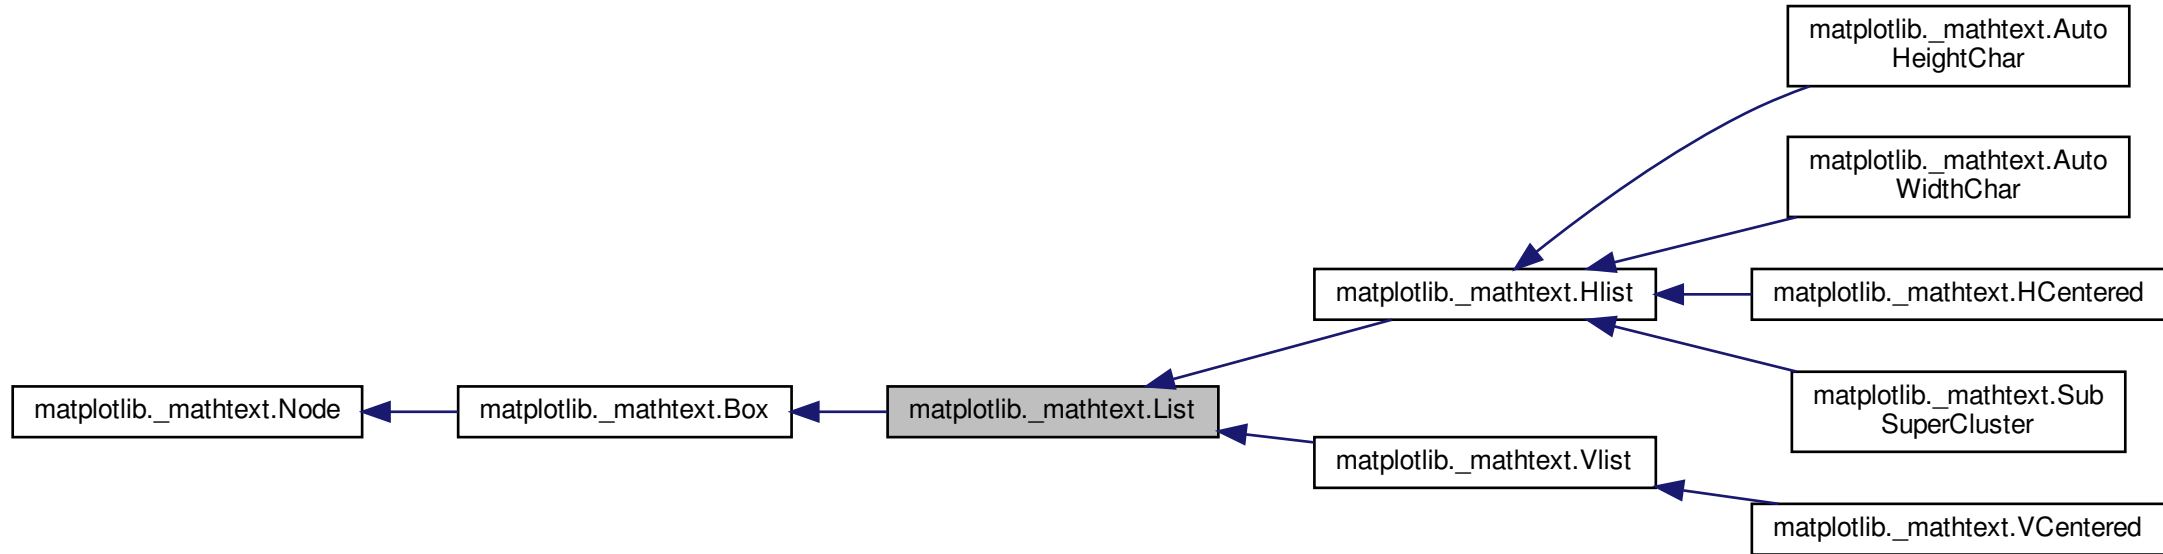 matplotlib._mathtext.Auto
HeightChar
matplotlib._mathtext.Auto
WidthChar
matplotlib._mathtext.Hlist
matplotlib._mathtext.HCentered
matplotlib._mathtext.Node
matplotlib._mathtext.Box
matplotlib._mathtext.List
matplotlib._mathtext.Sub
SuperCluster
matplotlib._mathtext.Vlist
matplotlib._mathtext.VCentered